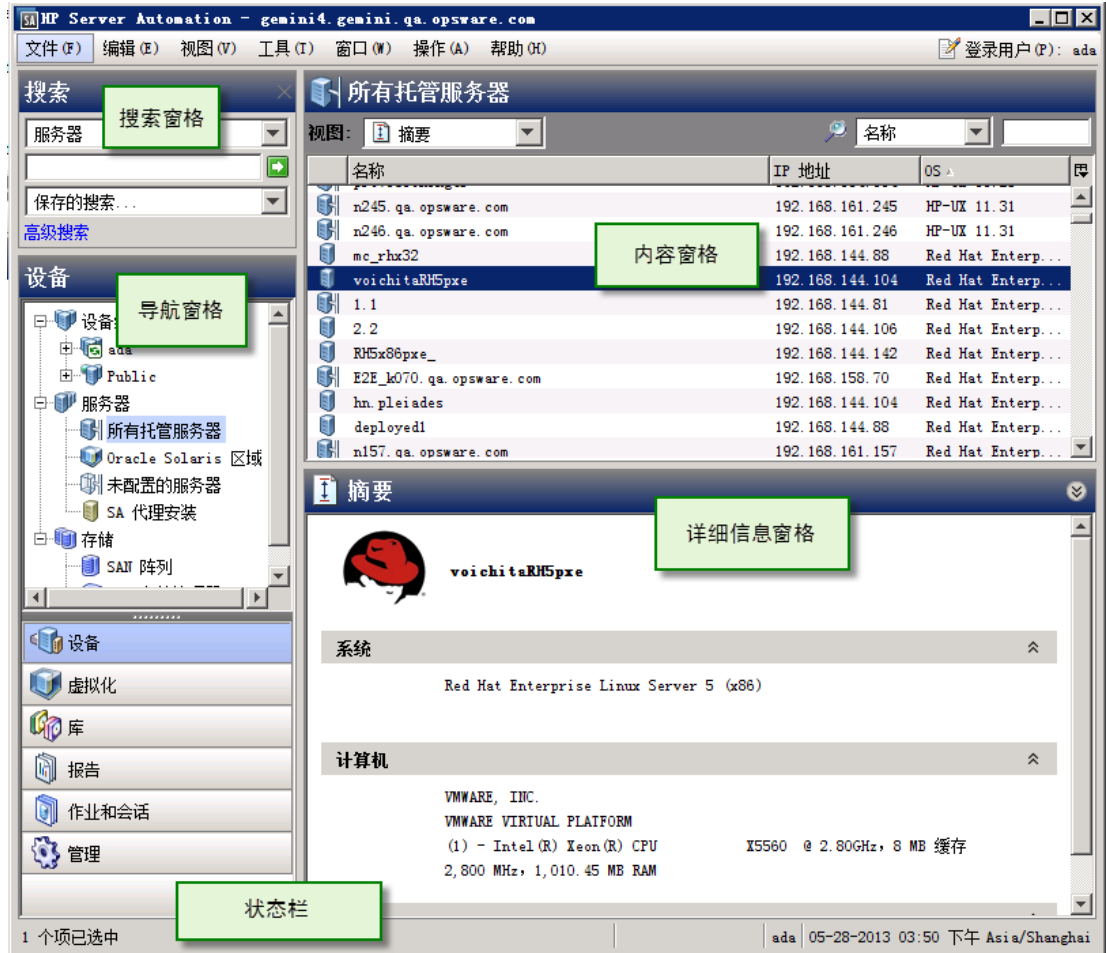 HP Server Automation - gemini4.gemini.qa.opsware.com
文件(F) 编辑(E) 视图(V) 工具(T) 窗口(W) 操作(A) 帮助(H) 登录用户(P): ada
搜索
搜索窗格
服务器
保存的搜索...
高级搜索
设备
导航窗格
ada
Public
服务器
所有托管服务器
Oracle Solaris 区域
未配置的服务器
SA 代理安装
存储
SAN 阵列
设备
虚拟化
库
报告
作业和会话
管理
所有托管服务器
视图: 摘要 名称
名称 IP 地址 OS
n245.qa.opsware.com 192.168.161.245 HP-UX 11.31
n246.qa.opsware.com 192.168.161.246 HP-UX 11.31
内容窗格
mc_rhx32 192.168.144.88 Red Hat Enterp...
voichitaRH5pxe 192.168.144.104 Red Hat Enterp...
1.1 192.168.144.81 Red Hat Enterp...
2.2 192.168.144.106 Red Hat Enterp...
RH5x86pxe_ 192.168.144.142 Red Hat Enterp...
E2E_k070.qa.opsware.com 192.168.158.70 Red Hat Enterp...
hn.pleiades 192.168.144.104 Red Hat Enterp...
deployed1 192.168.144.88 Red Hat Enterp...
n157.qa.opsware.com 192.168.161.157 Red Hat Enterp...
摘要
详细信息窗格
voichitaRH5pxe
系统
Red Hat Enterprise Linux Server 5 (x86)
计算机
VMWARE, INC.
VMWARE VIRTUAL PLATFORM
(1) - Intel(R) Xeon(R) CPU X5560 @ 2.80GHz, 8 MB 缓存
2,800 MHz, 1,010.45 MB RAM
状态栏
1 个项已选中 ada 05-28-2013 03:50 下午 Asia/Shanghai